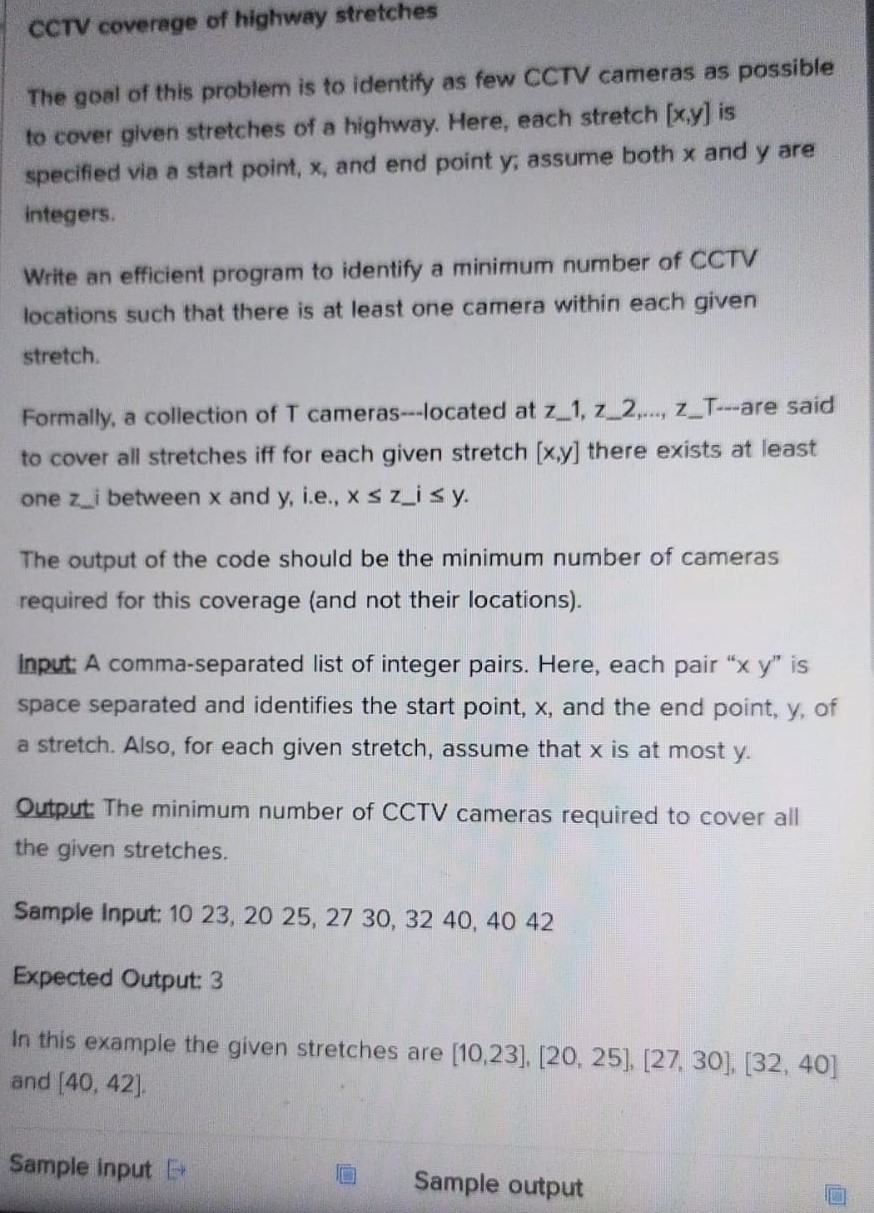 CCTV coverage of highway stretches
The goal of this problem is to identify as few CCTV cameras as possible
to cover given stretches of a highway. Here, each stretch [x,y] is
specified via a start point, x, and end point y; assume both x and y are
integers.
Write an efficient program to identify a minimum number of CCTV
locations such that there is at least one camera within each given
stretch.
Formally, a collection of T cameras---located at z_1, z_2,..., z_T---are said
to cover all stretches iff for each given stretch [x,y] there exists at least
one z_i between x and y, i.e., x ≤ z_i ≤ y.
The output of the code should be the minimum number of cameras
required for this coverage (and not their locations).
Input: A comma-separated list of integer pairs. Here, each pair “x y” is
space separated and identifies the start point, x, and the end point, y, of
a stretch. Also, for each given stretch, assume that x is at most y.
Output: The minimum number of CCTV cameras required to cover all
the given stretches.
Sample Input: 10 23, 20 25, 27 30, 32 40, 40 42
Expected Output: 3
In this example the given stretches are [10,23], [20, 25], [27, 30], [32, 40]
and [40, 42].
Sample input
Sample output